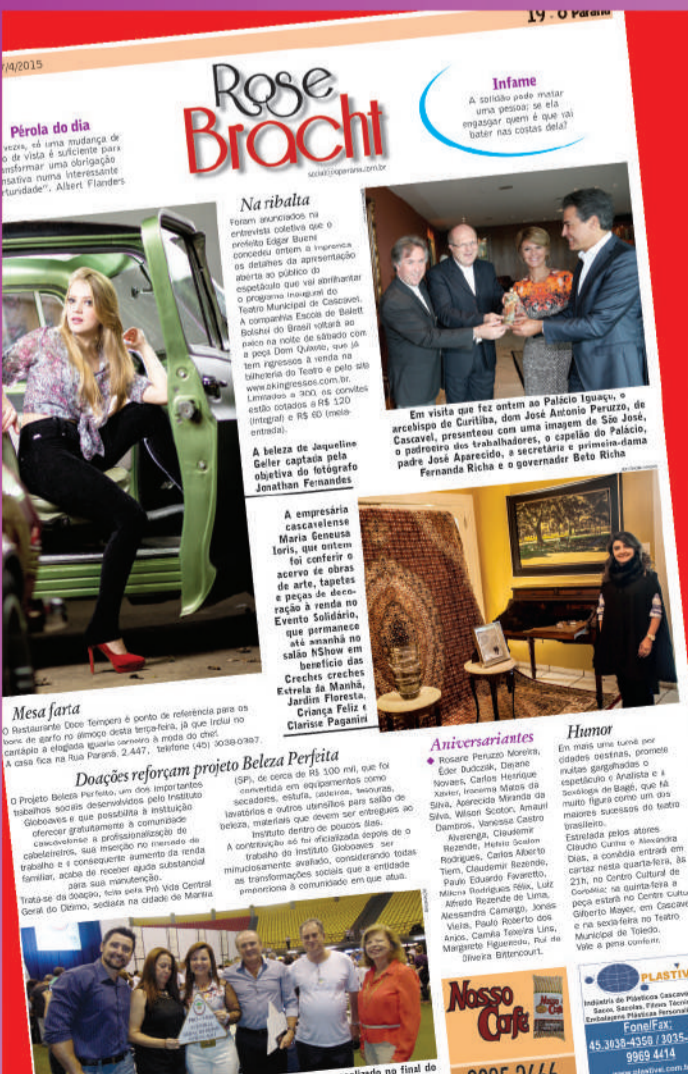 19 - O Paraná
7/4/2015
Rose
Bracht
social@oparana.com.br
Pérola do dia
vezes, só uma mudança de
de vista é suficiente para
transformar uma obrigação
cansativa numa interessante
oportunidade". Albert Flanders
Infame
A solidão pode matar
uma pessoa; se ela
engasgar quem é que vai
bater nas costas dela?
Na ribalta
Foram anunciados na
entrevista coletiva que o
prefeito Edgar Bueno
concedeu ontem à imprensa
os detalhes da apresentação
aberta ao público do
espetáculo que vai abrilhantar
o programa inaugural do
Teatro Municipal de Cascavel.
A companhia Escola de Balett
Bolshoi do Brasil voltará ao
palco na noite de sábado com
a peça Dom Quixote, que já
tem ingressos à venda na
bilheteria do Teatro e pelo site
www.okingressos.com.br.
Limitados a 300, os convites
estão cotados a R$ 120
(integral) e R$ 60 (meia-
entrada).
A beleza de Jaqueline
Geller captada pela
objetiva do fotógrafo
Jonathan Fernandes
Em visita que fez ontem ao Palácio Iguaçu, o
arcebispo de Curitiba, dom José Antonio Peruzzo, de
Cascavel, presenteou com uma imagem de São José,
o padroeiro dos trabalhadores, o capelão do Palácio,
padre José Aparecido, a secretária e primeira-dama
Fernanda Richa e o governador Beto Richa
A empresária
cascavelense
Maria Geneusa
Ioris, que ontem
foi conferir o
acervo de obras
de arte, tapetes
e peças de deco-
ração à venda no
Evento Solidário,
que permanece
até amanhã no
salão NShow em
benefício das
Creches creches
Estrela da Manhã,
Jardim Floresta,
Criança Feliz e
Clarisse Paganini
Mesa farta
O Restaurante Doce Tempero é ponto de referência para os
bons de garfo no almoço desta terça-feira, já que inclui no
cardápio a elogiada iguaria carneiro à moda do chef.
A casa fica na Rua Paraná, 2.447, telefone (45) 3038-0397.
Doações reforçam projeto Beleza Perfeita
O Projeto Beleza Perfeita, um dos importantes
trabalhos sociais desenvolvidos pelo Instituto
Globoaves e que possibilita à instituição
oferecer gratuitamente à comunidade
cascavelense a profissionalização de
cabeleireiros, sua inserção no mercado de
trabalho e a consequente aumento da renda
familiar, acaba de receber ajuda substancial
para sua manutenção.
Trata-se da doação, feita pela Pró Vida Central
Geral do Dízimo, sediada na cidade de Marília
(SP), de cerca de R$ 100 mil, que foi
convertida em equipamentos como
secadores, estufa, cadeiras, tesouras,
lavatórios e outros utensílios para salão de
beleza, materiais que devem ser entregues ao
Instituto dentro de poucos dias.
A contribuição só foi oficializada depois de o
trabalho do Instituto Globoaves ser
minuciosamente avaliado, considerando todas
as transformações sociais que a entidade
proporciona à comunidade em que atua.
Aniversariantes
Rosane Peruzzo Moreira,
Éder Dudczak, Dejane
Novaes, Carlos Henrique
Xavier, Iracema Matos da
Silva, Aparecida Miranda da
Silva, Wilson Scoton, Amauri
Dambros, Vanessa Castro
Alvarenga, Claudemir
Rezende, Helvio Scalon
Rodrigues, Carlos Alberto
Tiem, Claudemir Rezende,
Paulo Eduardo Favaretto,
Milena Rodrigues Félix, Luiz
Alfredo Rezende de Lima,
Alessandra Camargo, Jonas
Vieira, Paulo Roberto dos
Anjos, Camila Teixeira Lins,
Margarete Figueredo, Rui de
Oliveira Bittencourt.
Humor
Em mais uma turnê por
cidades oestinas, promete
muitas gargalhadas o
espetáculo o Analista e a
Sexóloga de Bagé, que há
muito figura como um dos
maiores sucessos do teatro
brasileiro.
Estrelada pelos atores
Cláudio Cunha e Alexandra
Dias, a comédia entrará em
cartaz nesta quarta-feira, às
21h, no Centro Cultural de
Corbélia; na quinta-feira a
peça estará no Centro Cultu
Gilberto Mayer, em Cascave
e na sexta-feira no Teatro
Municipal de Toledo.
Vale a pena conferir.
Nosso
Café
PLASTIV
Indústria de Plásticos Cascave
Sacos, Sacolas, Filmes Técnic
Embalagens Plásticas Personali
Fone/Fax:
45.3038-4350 / 3035-
9969 4414
www.plastivel.com.b
realizado no final do